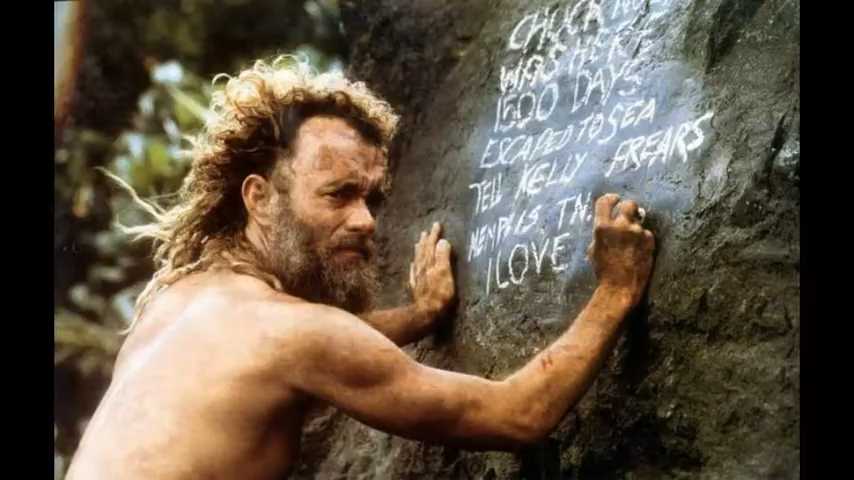 CHUCK NO
WAS HERE
1500 DAYS
ESCAPED TO SEA
TELL KELLY FREARS
MEMPHIS TN.
I LOVE